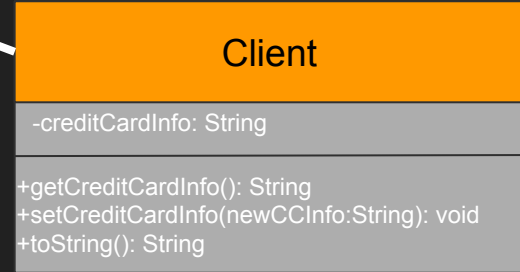 Client
-creditCardInfo: String
+getCreditCardInfo(): String
+setCreditCardInfo(newCCInfo:String): void
+toString(): String